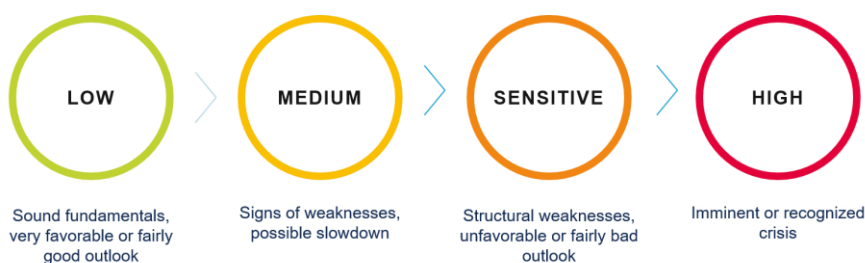 LOW
Sound fundamentals,
very favorable or fairly
good outlook
MEDIUM
Signs of weaknesses,
possible slowdown
SENSITIVE
Structural weaknesses,
unfavorable or fairly bad
outlook
HIGH
Imminent or recognized
crisis